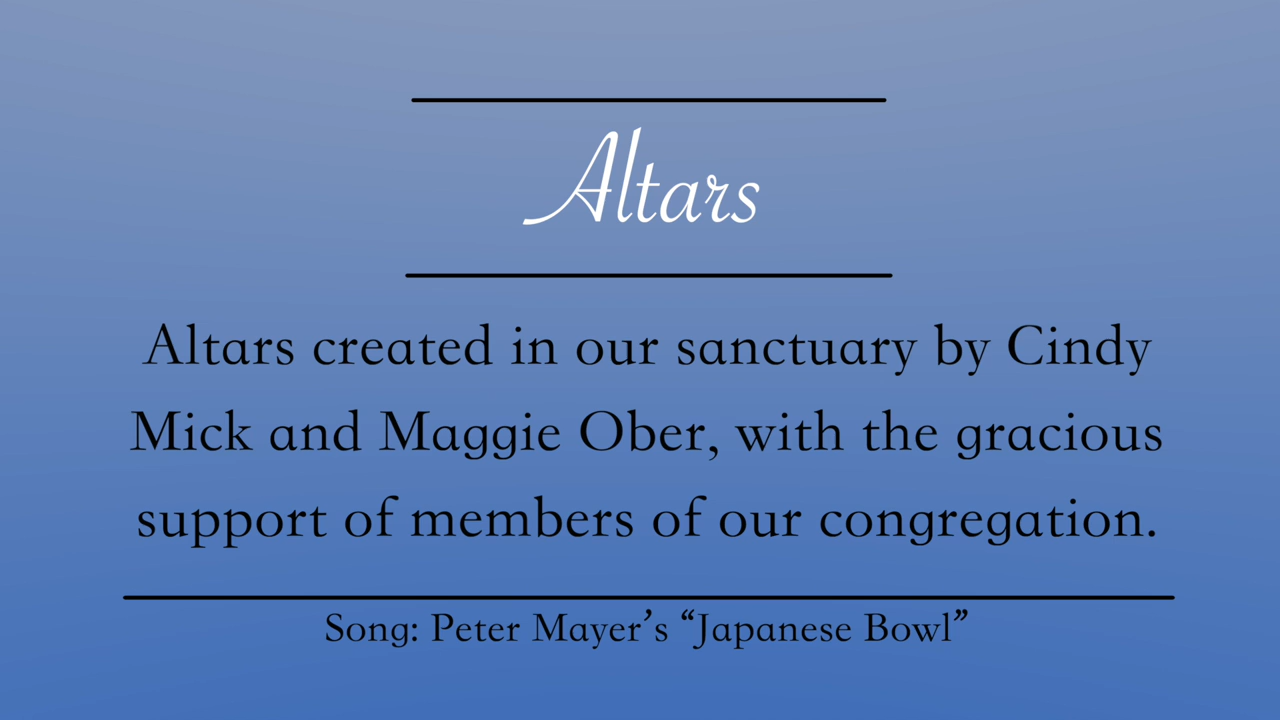 Altars
Altars created in our sanctuary by Cindy
Mick and Maggie Ober, with the gracious
support of members of our congregation.
Song: Peter Mayer’s “Japanese Bowl”